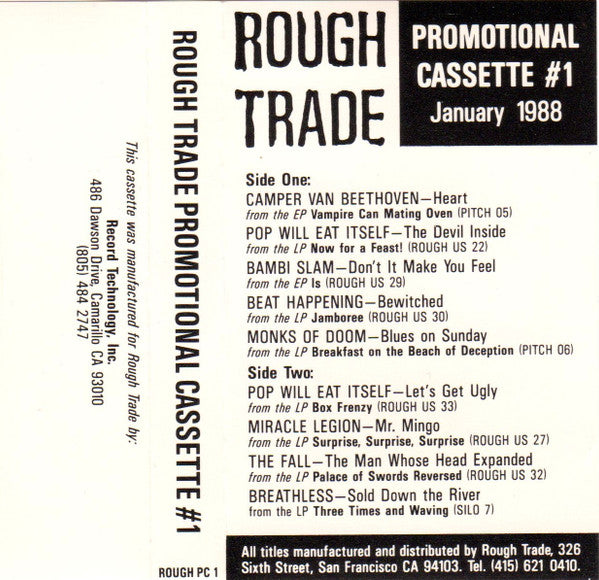 ROUGH
TRADE
PROMOTIONAL
CASSETTE #1
January 1988
Side One:
CAMPER VAN BEETHOVEN—Heart
from the EP Vampire Can Mating Oven (PITCH 05)
POP WILL EAT ITSELF—The Devil Inside
from the LP Now for a Feast! (ROUGH US 22)
BAMBI SLAM—Don't It Make You Feel
from the EP Is (ROUGH US 29)
BEAT HAPPENING—Bewitched
from the LP Jamboree (ROUGH US 30)
MONKS OF DOOM—Blues on Sunday
from the LP Breakfast on the Beach of Deception (PITCH 06)
Side Two:
POP WILL EAT ITSELF—Let's Get Ugly
from the LP Box Frenzy (ROUGH US 33)
MIRACLE LEGION—Mr. Mingo
from the LP Surprise, Surprise, Surprise (ROUGH US 27)
THE FALL—The Man Whose Head Expanded
from the LP Palace of Swords Reversed (ROUGH US 32)
BREATHLESS—Sold Down the River
from the LP Three Times and Waving (SILO 7)
All titles manufactured and distributed by Rough Trade, 326
Sixth Street, San Francisco CA 94103. Tel. (415) 621 0410.
ROUGH TRADE PROMOTIONAL CASSETTE #1
ROUGH PC 1
This cassette was manufactured for Rough Trade by:
Record Technology, Inc.
486 Dawson Drive, Camarillo CA 93010
(805) 484 2747